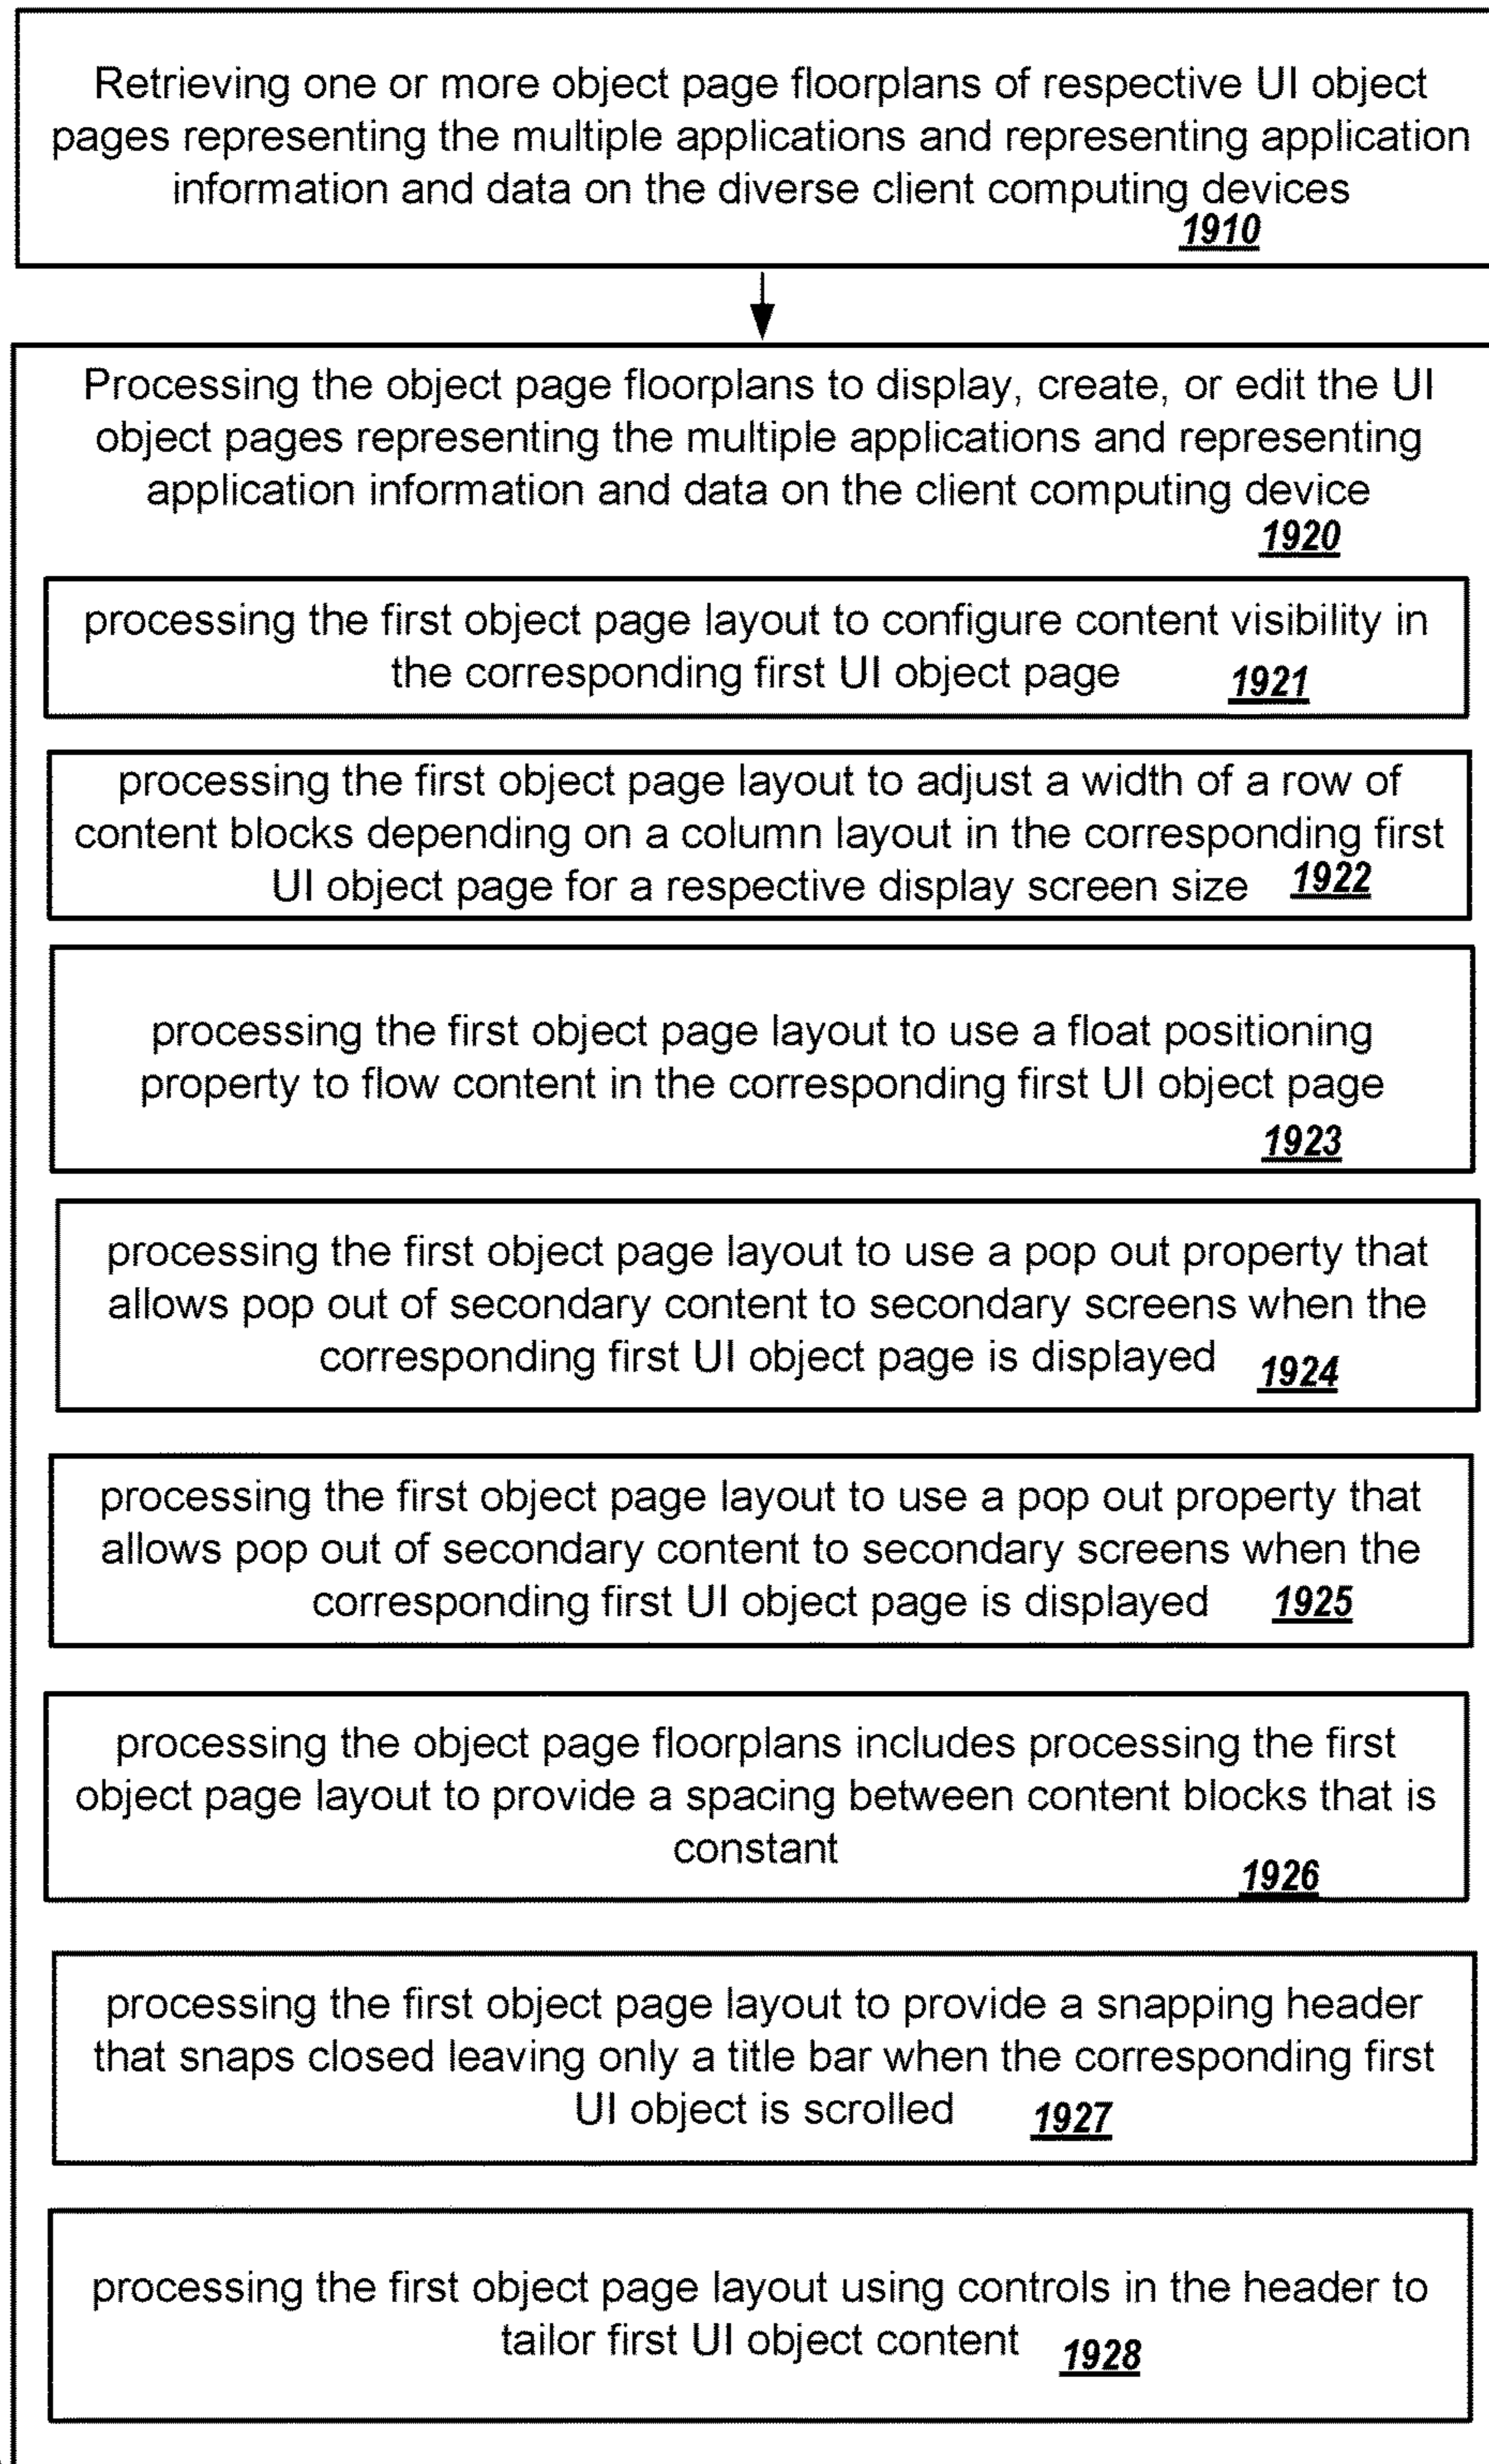 Retrieving one or more object page floorplans of respective UI object
pages representing the multiple applications and representing application
information and data on the diverse client computing devices
1910
Processing the object page floorplans to display, create, or edit the UI
object pages representing the multiple applications and representing
application information and data on the client computing device
1920
processing the first object page layout to configure content visibility in
the corresponding first UI object page 1921
processing the first object page layout to adjust a width of a row of
content blocks depending on a column layout in the corresponding first
UI object page for a respective display screen size 1922
processing the first object page layout to use a float positioning
property to flow content in the corresponding first UI object page
1923
processing the first object page layout to use a pop out property that
allows pop out of secondary content to secondary screens when the
corresponding first UI object page is displayed 1924
processing the first object page layout to use a pop out property that
allows pop out of secondary content to secondary screens when the
corresponding first UI object page is displayed 1925
processing the object page floorplans includes processing the first
object page layout to provide a spacing between content blocks that is
constant
1926
processing the first object page layout to provide a snapping header
that snaps closed leaving only a title bar when the corresponding first
UI object is scrolled 1927
processing the first object page layout using controls in the header to
tailor first UI object content 1928